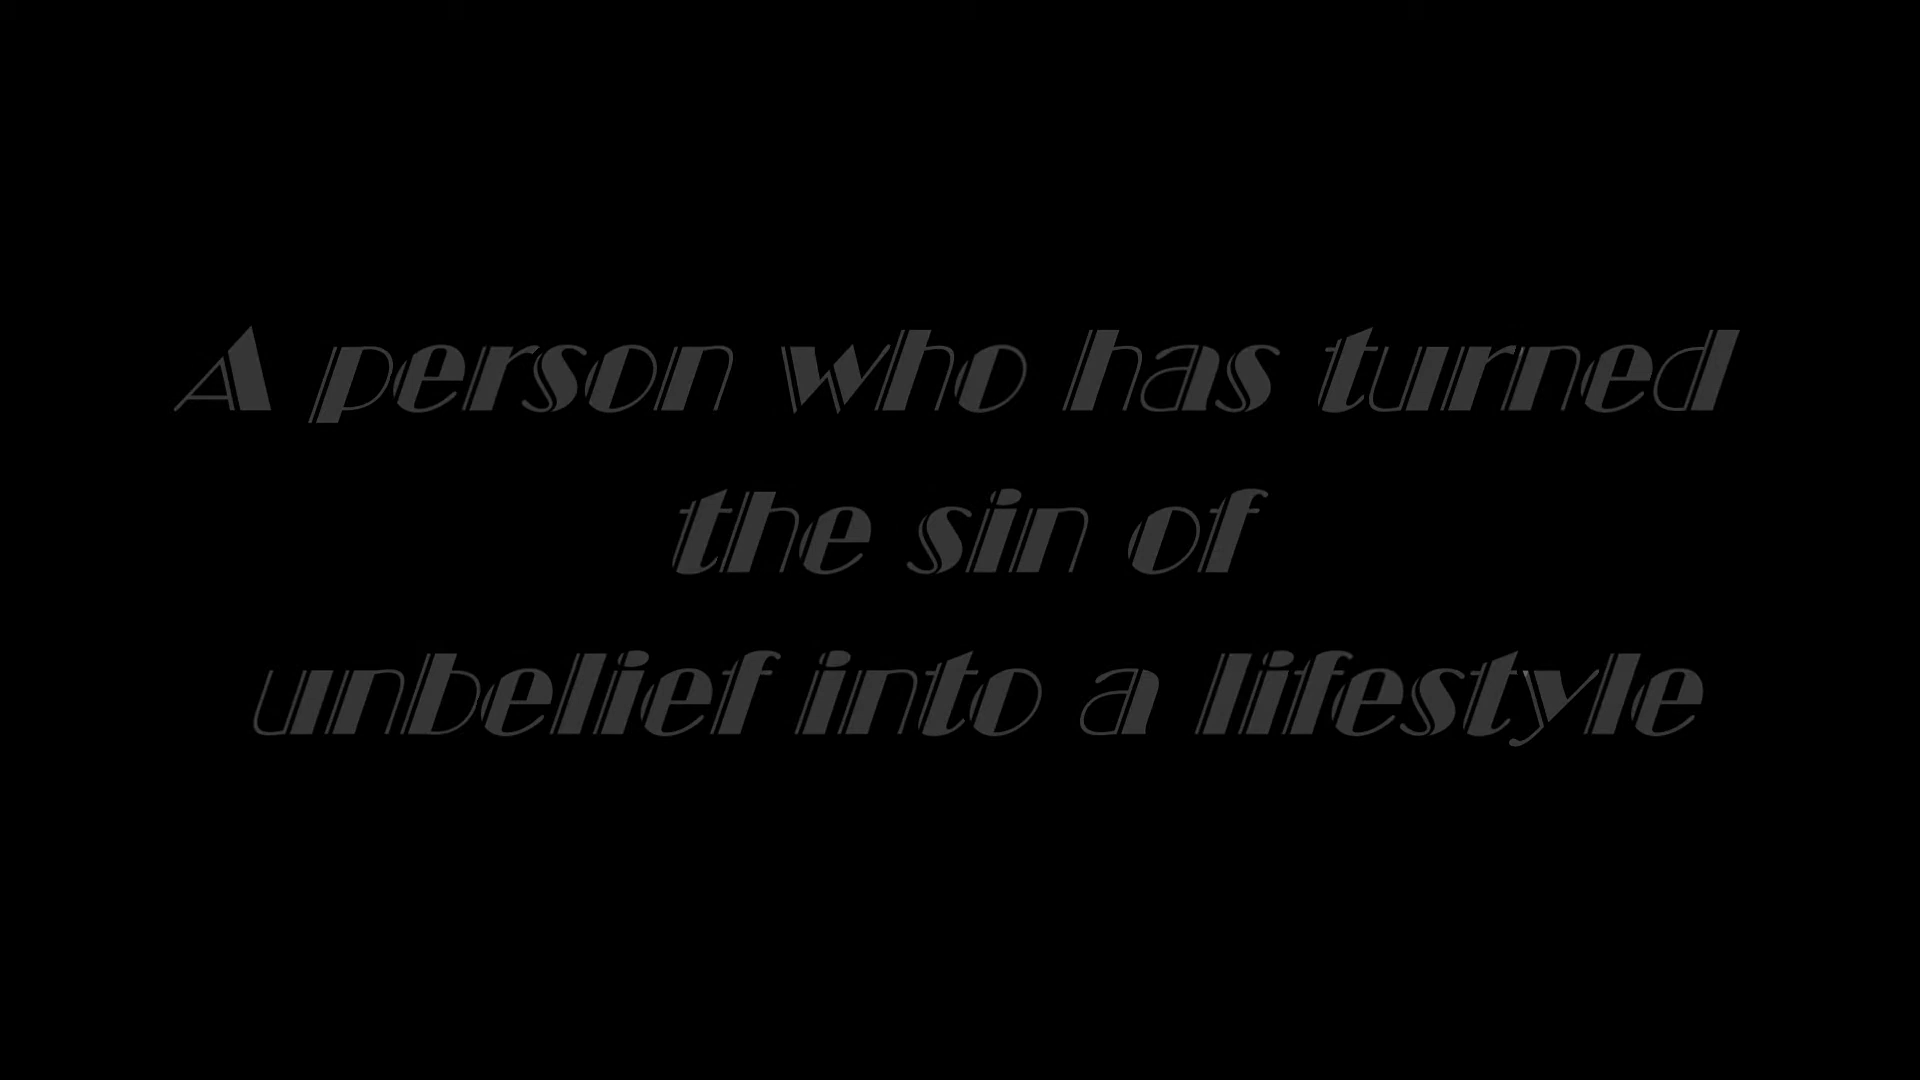 A person who has turned
the sin of
unbelief into a lifestyle